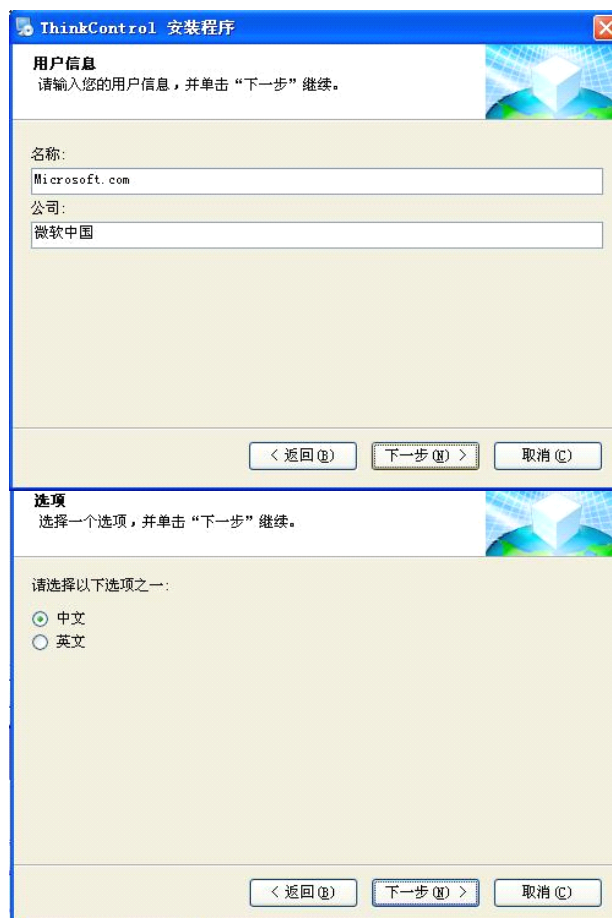 ThinkControl 安装程序
用户信息
请输入您的用户信息，并单击“下一步”继续。
名称:
Microsoft.com
公司:
微软中国
< 返回(B)
下一步(N) >
取消(C)
选项
选择一个选项，并单击“下一步”继续。
请选择以下选项之一:
中文
英文
< 返回(B)
下一步(N) >
取消(C)